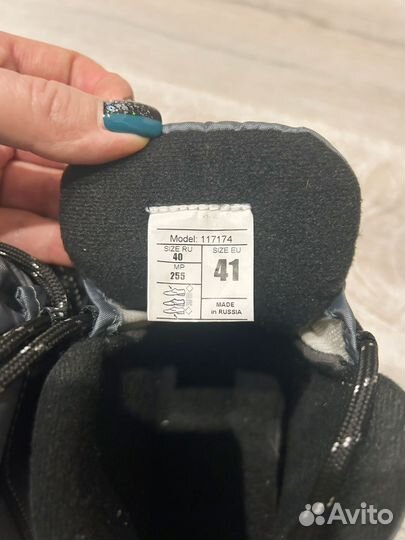 Model: 117174
SIZE RU
40
MP
255
SIZE EU
41
MADE
in RUSSIA
Avito